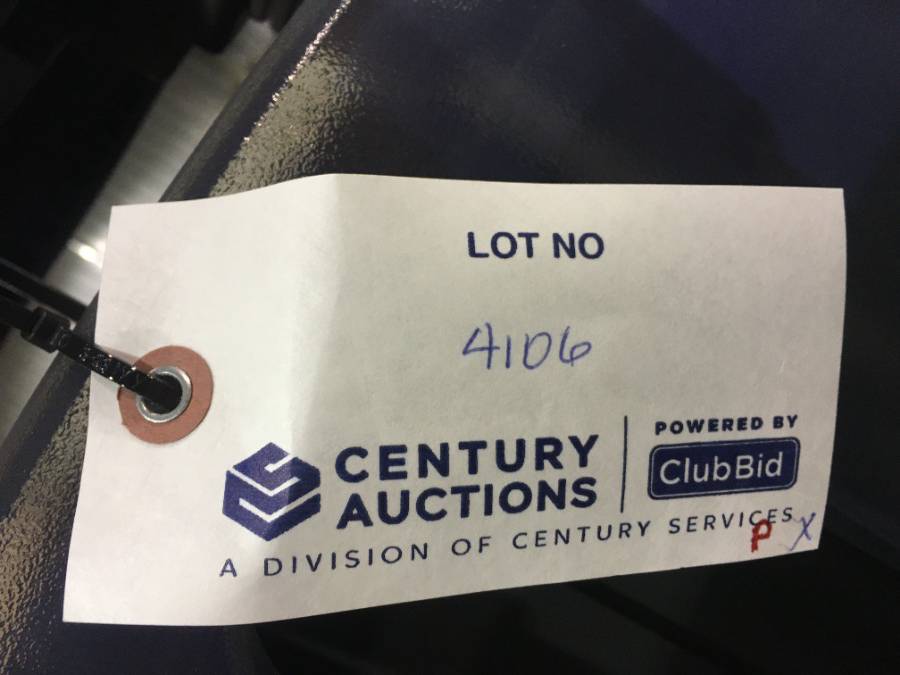 LOT NO
4106
CENTURY
AUCTIONS
POWERED BY
ClubBid
A DIVISION OF CENTURY SERVICES
P X